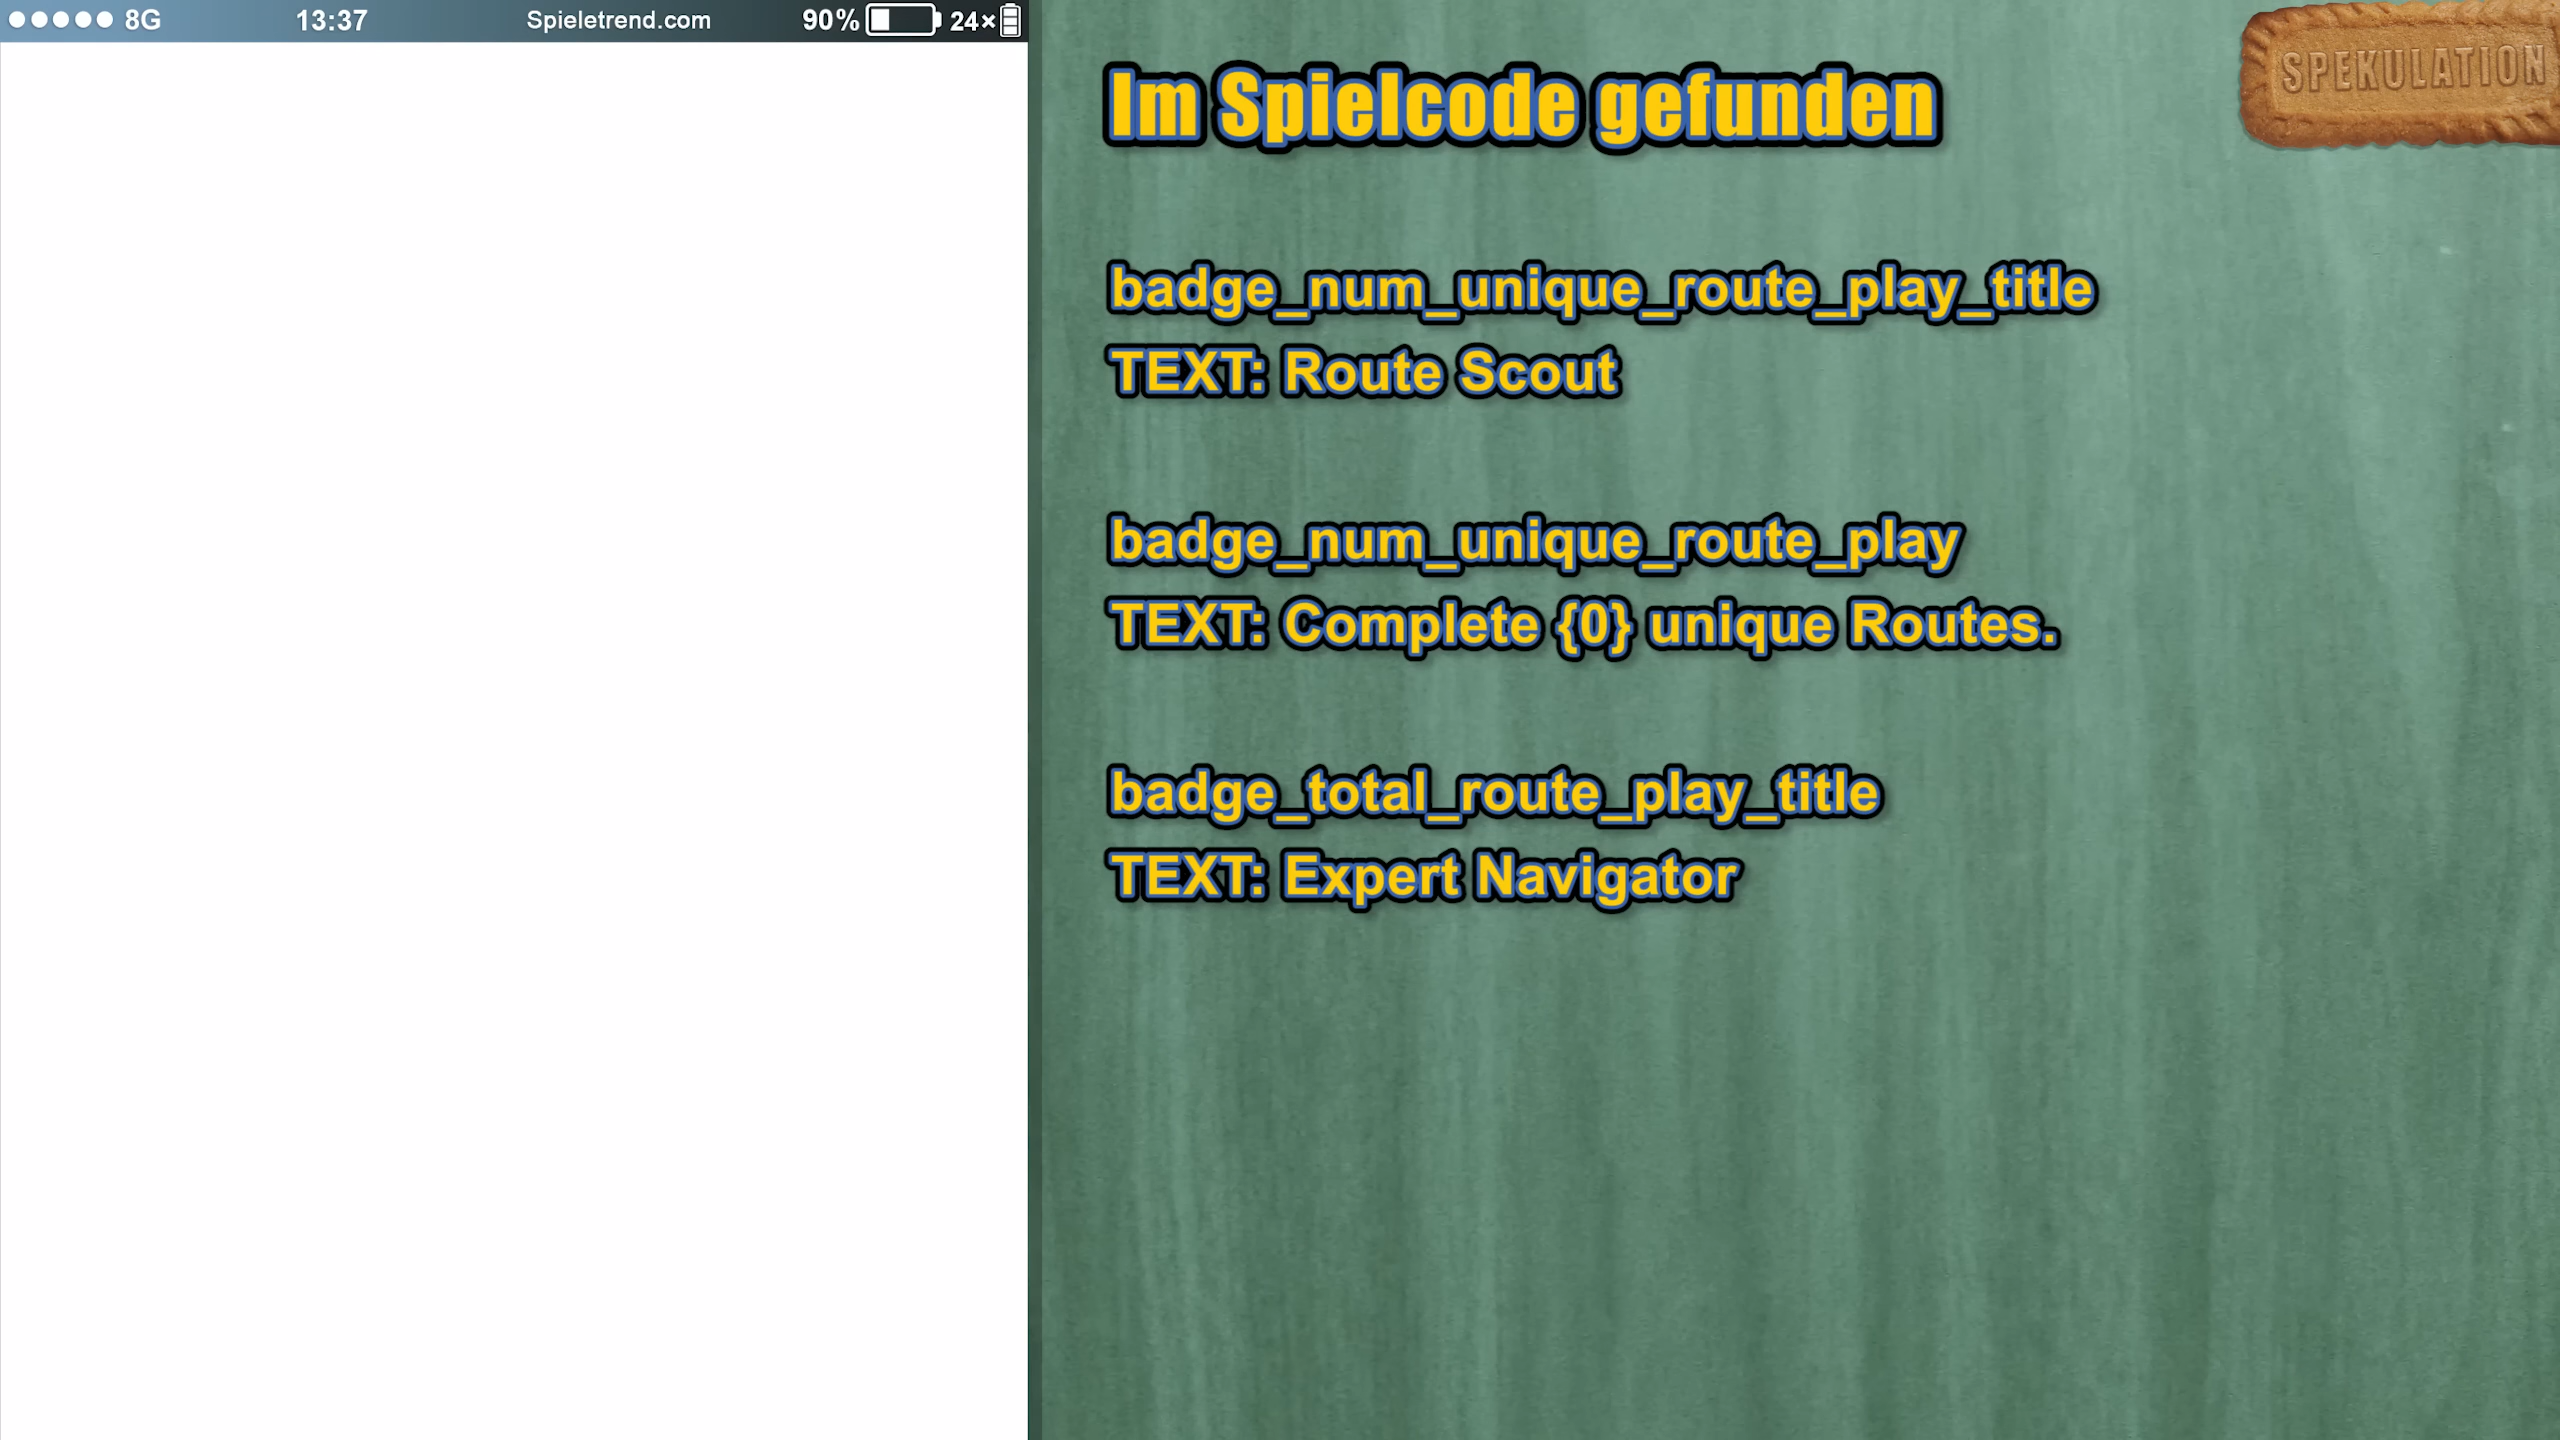 8G 13:37 Spieletrend.com 90% 24×
SPEKULATION
Im Spielcode gefunden
badge_num_unique_route_play_title
TEXT: Route Scout
badge_num_unique_route_play
TEXT: Complete {0} unique Routes.
badge_total_route_play_title
TEXT: Expert Navigator